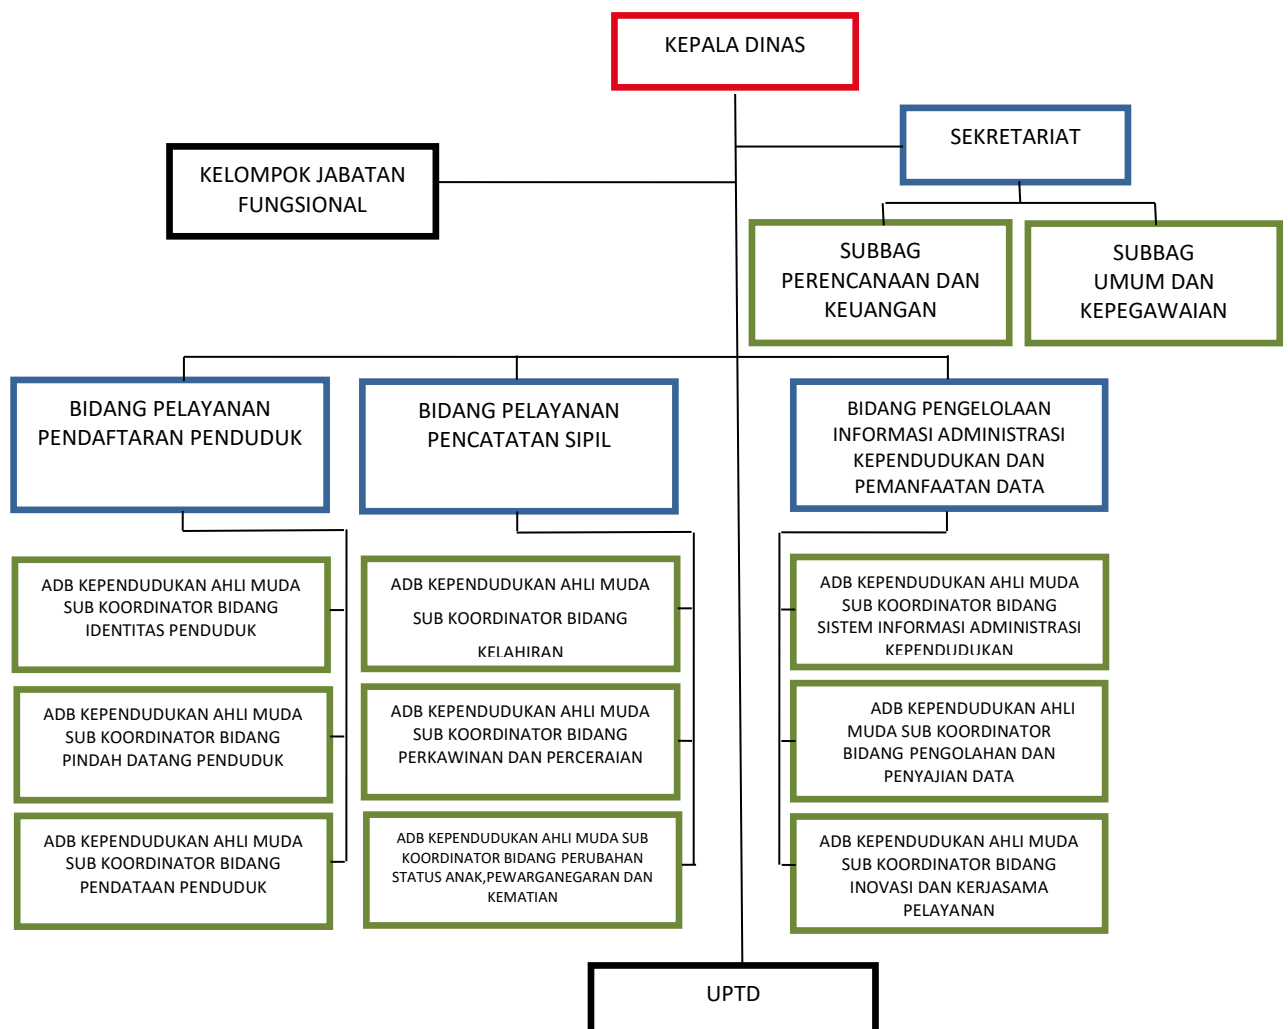 KEPALA DINAS
SEKRETARIAT
KELOMPOK JABATAN
FUNGSIONAL
SUBBAG
PERENCANAAN DAN
KEUANGAN
SUBBAG
UMUM DAN
KEPEGAWAIAN
BIDANG PELAYANAN
PENDAFTARAN PENDUDUK
BIDANG PELAYANAN
PENCATATAN SIPIL
BIDANG PENGELOLAAN
INFORMASI ADMINISTRASI
KEPENDUDUKAN DAN
PEMANFAATAN DATA
ADB KEPENDUDUKAN AHLI MUDA
SUB KOORDINATOR BIDANG
IDENTITAS PENDUDUK
ADB KEPENDUDUKAN AHLI MUDA
SUB KOORDINATOR BIDANG
KELAHIRAN
ADB KEPENDUDUKAN AHLI MUDA
SUB KOORDINATOR BIDANG
SISTEM INFORMASI ADMINISTRASI
KEPENDUDUKAN
ADB KEPENDUDUKAN AHLI MUDA
SUB KOORDINATOR BIDANG
PINDAH DATANG PENDUDUK
ADB KEPENDUDUKAN AHLI MUDA
SUB KOORDINATOR BIDANG
PERKAWINAN DAN PERCERAIAN
ADB KEPENDUDUKAN AHLI
MUDA SUB KOORDINATOR
BIDANG PENGOLAHAN DAN
PENYAJIAN DATA
ADB KEPENDUDUKAN AHLI MUDA
SUB KOORDINATOR BIDANG
PENDATAAN PENDUDUK
ADB KEPENDUDUKAN AHLI MUDA SUB
KOORDINATOR BIDANG PERUBAHAN
STATUS ANAK,PEWARGANEGARAN DAN
KEMATIAN
ADB KEPENDUDUKAN AHLI MUDA
SUB KOORDINATOR BIDANG
INOVASI DAN KERJASAMA
PELAYANAN
UPTD